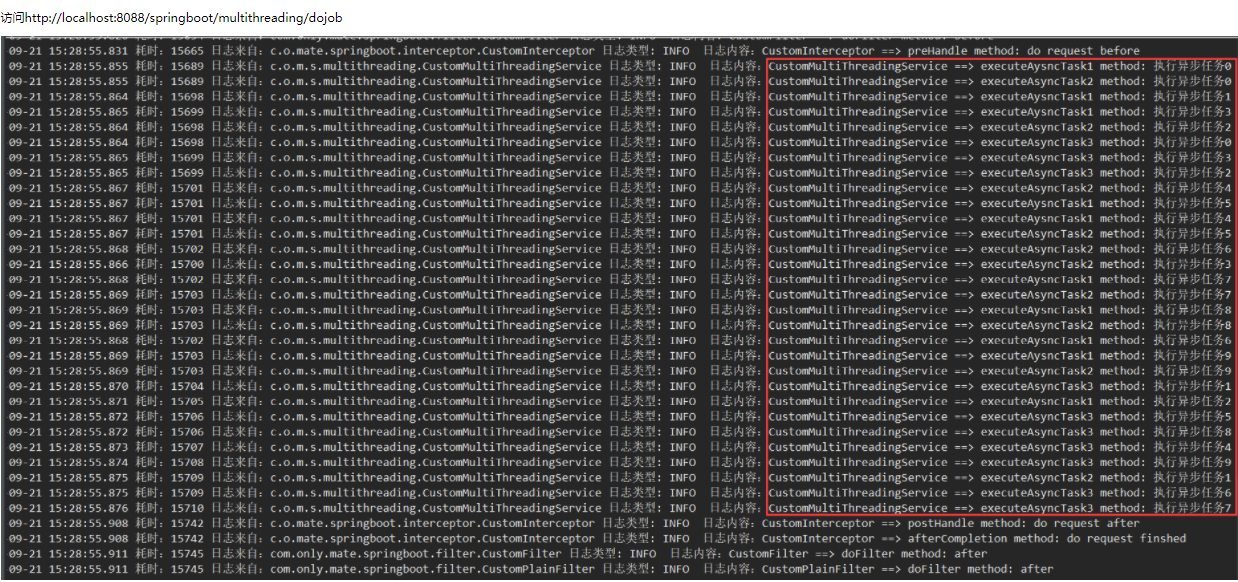 访问http://localhost:8088/springboot/multithreading/dojob
09-21 15:28:55.831 耗时: 15665 日志来自: c.o.mate.springboot.interceptor.CustomInterceptor 日志类型: INFO 日志内容: CustomInterceptor ==> preHandle method: do request before
09-21 15:28:55.855 耗时: 15689 日志来自: c.o.m.s.multithreading.CustomMultiThreadingService 日志类型: INFO 日志内容: CustomMultiThreadingService ==> executeAysncTask1 method: 执行异步任务0
09-21 15:28:55.855 耗时: 15689 日志来自: c.o.m.s.multithreading.CustomMultiThreadingService 日志类型: INFO 日志内容: CustomMultiThreadingService ==> executeAsyncTask2 method: 执行异步任务0
09-21 15:28:55.864 耗时: 15698 日志来自: c.o.m.s.multithreading.CustomMultiThreadingService 日志类型: INFO 日志内容: CustomMultiThreadingService ==> executeAysncTask1 method: 执行异步任务1
09-21 15:28:55.865 耗时: 15699 日志来自: c.o.m.s.multithreading.CustomMultiThreadingService 日志类型: INFO 日志内容: CustomMultiThreadingService ==> executeAysncTask1 method: 执行异步任务3
09-21 15:28:55.864 耗时: 15698 日志来自: c.o.m.s.multithreading.CustomMultiThreadingService 日志类型: INFO 日志内容: CustomMultiThreadingService ==> executeAsyncTask2 method: 执行异步任务2
09-21 15:28:55.864 耗时: 15698 日志来自: c.o.m.s.multithreading.CustomMultiThreadingService 日志类型: INFO 日志内容: CustomMultiThreadingService ==> executeAsyncTask3 method: 执行异步任务0
09-21 15:28:55.865 耗时: 15699 日志来自: c.o.m.s.multithreading.CustomMultiThreadingService 日志类型: INFO 日志内容: CustomMultiThreadingService ==> executeAsyncTask3 method: 执行异步任务3
09-21 15:28:55.865 耗时: 15699 日志来自: c.o.m.s.multithreading.CustomMultiThreadingService 日志类型: INFO 日志内容: CustomMultiThreadingService ==> executeAsyncTask3 method: 执行异步任务2
09-21 15:28:55.867 耗时: 15701 日志来自: c.o.m.s.multithreading.CustomMultiThreadingService 日志类型: INFO 日志内容: CustomMultiThreadingService ==> executeAsyncTask2 method: 执行异步任务4
09-21 15:28:55.867 耗时: 15701 日志来自: c.o.m.s.multithreading.CustomMultiThreadingService 日志类型: INFO 日志内容: CustomMultiThreadingService ==> executeAysncTask1 method: 执行异步任务5
09-21 15:28:55.867 耗时: 15701 日志来自: c.o.m.s.multithreading.CustomMultiThreadingService 日志类型: INFO 日志内容: CustomMultiThreadingService ==> executeAysncTask1 method: 执行异步任务4
09-21 15:28:55.867 耗时: 15701 日志来自: c.o.m.s.multithreading.CustomMultiThreadingService 日志类型: INFO 日志内容: CustomMultiThreadingService ==> executeAsyncTask2 method: 执行异步任务5
09-21 15:28:55.868 耗时: 15702 日志来自: c.o.m.s.multithreading.CustomMultiThreadingService 日志类型: INFO 日志内容: CustomMultiThreadingService ==> executeAsyncTask2 method: 执行异步任务6
09-21 15:28:55.866 耗时: 15700 日志来自: c.o.m.s.multithreading.CustomMultiThreadingService 日志类型: INFO 日志内容: CustomMultiThreadingService ==> executeAsyncTask2 method: 执行异步任务3
09-21 15:28:55.868 耗时: 15702 日志来自: c.o.m.s.multithreading.CustomMultiThreadingService 日志类型: INFO 日志内容: CustomMultiThreadingService ==> executeAysncTask1 method: 执行异步任务7
09-21 15:28:55.869 耗时: 15703 日志来自: c.o.m.s.multithreading.CustomMultiThreadingService 日志类型: INFO 日志内容: CustomMultiThreadingService ==> executeAsyncTask2 method: 执行异步任务7
09-21 15:28:55.869 耗时: 15703 日志来自: c.o.m.s.multithreading.CustomMultiThreadingService 日志类型: INFO 日志内容: CustomMultiThreadingService ==> executeAysncTask1 method: 执行异步任务8
09-21 15:28:55.869 耗时: 15703 日志来自: c.o.m.s.multithreading.CustomMultiThreadingService 日志类型: INFO 日志内容: CustomMultiThreadingService ==> executeAsyncTask2 method: 执行异步任务8
09-21 15:28:55.868 耗时: 15702 日志来自: c.o.m.s.multithreading.CustomMultiThreadingService 日志类型: INFO 日志内容: CustomMultiThreadingService ==> executeAysncTask1 method: 执行异步任务6
09-21 15:28:55.869 耗时: 15703 日志来自: c.o.m.s.multithreading.CustomMultiThreadingService 日志类型: INFO 日志内容: CustomMultiThreadingService ==> executeAysncTask1 method: 执行异步任务9
09-21 15:28:55.869 耗时: 15703 日志来自: c.o.m.s.multithreading.CustomMultiThreadingService 日志类型: INFO 日志内容: CustomMultiThreadingService ==> executeAsyncTask2 method: 执行异步任务9
09-21 15:28:55.870 耗时: 15704 日志来自: c.o.m.s.multithreading.CustomMultiThreadingService 日志类型: INFO 日志内容: CustomMultiThreadingService ==> executeAsyncTask3 method: 执行异步任务1
09-21 15:28:55.871 耗时: 15705 日志来自: c.o.m.s.multithreading.CustomMultiThreadingService 日志类型: INFO 日志内容: CustomMultiThreadingService ==> executeAysncTask1 method: 执行异步任务2
09-21 15:28:55.872 耗时: 15706 日志来自: c.o.m.s.multithreading.CustomMultiThreadingService 日志类型: INFO 日志内容: CustomMultiThreadingService ==> executeAsyncTask3 method: 执行异步任务5
09-21 15:28:55.872 耗时: 15706 日志来自: c.o.m.s.multithreading.CustomMultiThreadingService 日志类型: INFO 日志内容: CustomMultiThreadingService ==> executeAsyncTask3 method: 执行异步任务8
09-21 15:28:55.873 耗时: 15707 日志来自: c.o.m.s.multithreading.CustomMultiThreadingService 日志类型: INFO 日志内容: CustomMultiThreadingService ==> executeAsyncTask3 method: 执行异步任务4
09-21 15:28:55.874 耗时: 15708 日志来自: c.o.m.s.multithreading.CustomMultiThreadingService 日志类型: INFO 日志内容: CustomMultiThreadingService ==> executeAsyncTask3 method: 执行异步任务9
09-21 15:28:55.875 耗时: 15709 日志来自: c.o.m.s.multithreading.CustomMultiThreadingService 日志类型: INFO 日志内容: CustomMultiThreadingService ==> executeAsyncTask2 method: 执行异步任务1
09-21 15:28:55.875 耗时: 15709 日志来自: c.o.m.s.multithreading.CustomMultiThreadingService 日志类型: INFO 日志内容: CustomMultiThreadingService ==> executeAsyncTask3 method: 执行异步任务6
09-21 15:28:55.876 耗时: 15710 日志来自: c.o.m.s.multithreading.CustomMultiThreadingService 日志类型: INFO 日志内容: CustomMultiThreadingService ==> executeAsyncTask3 method: 执行异步任务7
09-21 15:28:55.908 耗时: 15742 日志来自: c.o.mate.springboot.interceptor.CustomInterceptor 日志类型: INFO 日志内容: CustomInterceptor ==> postHandle method: do request after
09-21 15:28:55.908 耗时: 15742 日志来自: c.o.mate.springboot.interceptor.CustomInterceptor 日志类型: INFO 日志内容: CustomInterceptor ==> afterCompletion method: do request finshed
09-21 15:28:55.911 耗时: 15745 日志来自: com.only.mate.springboot.filter.CustomFilter 日志类型: INFO 日志内容: CustomFilter ==> doFilter method: after
09-21 15:28:55.911 耗时: 15745 日志来自: com.only.mate.springboot.filter.CustomPlainFilter 日志类型: INFO 日志内容: CustomPlainFilter ==> doFilter method: after